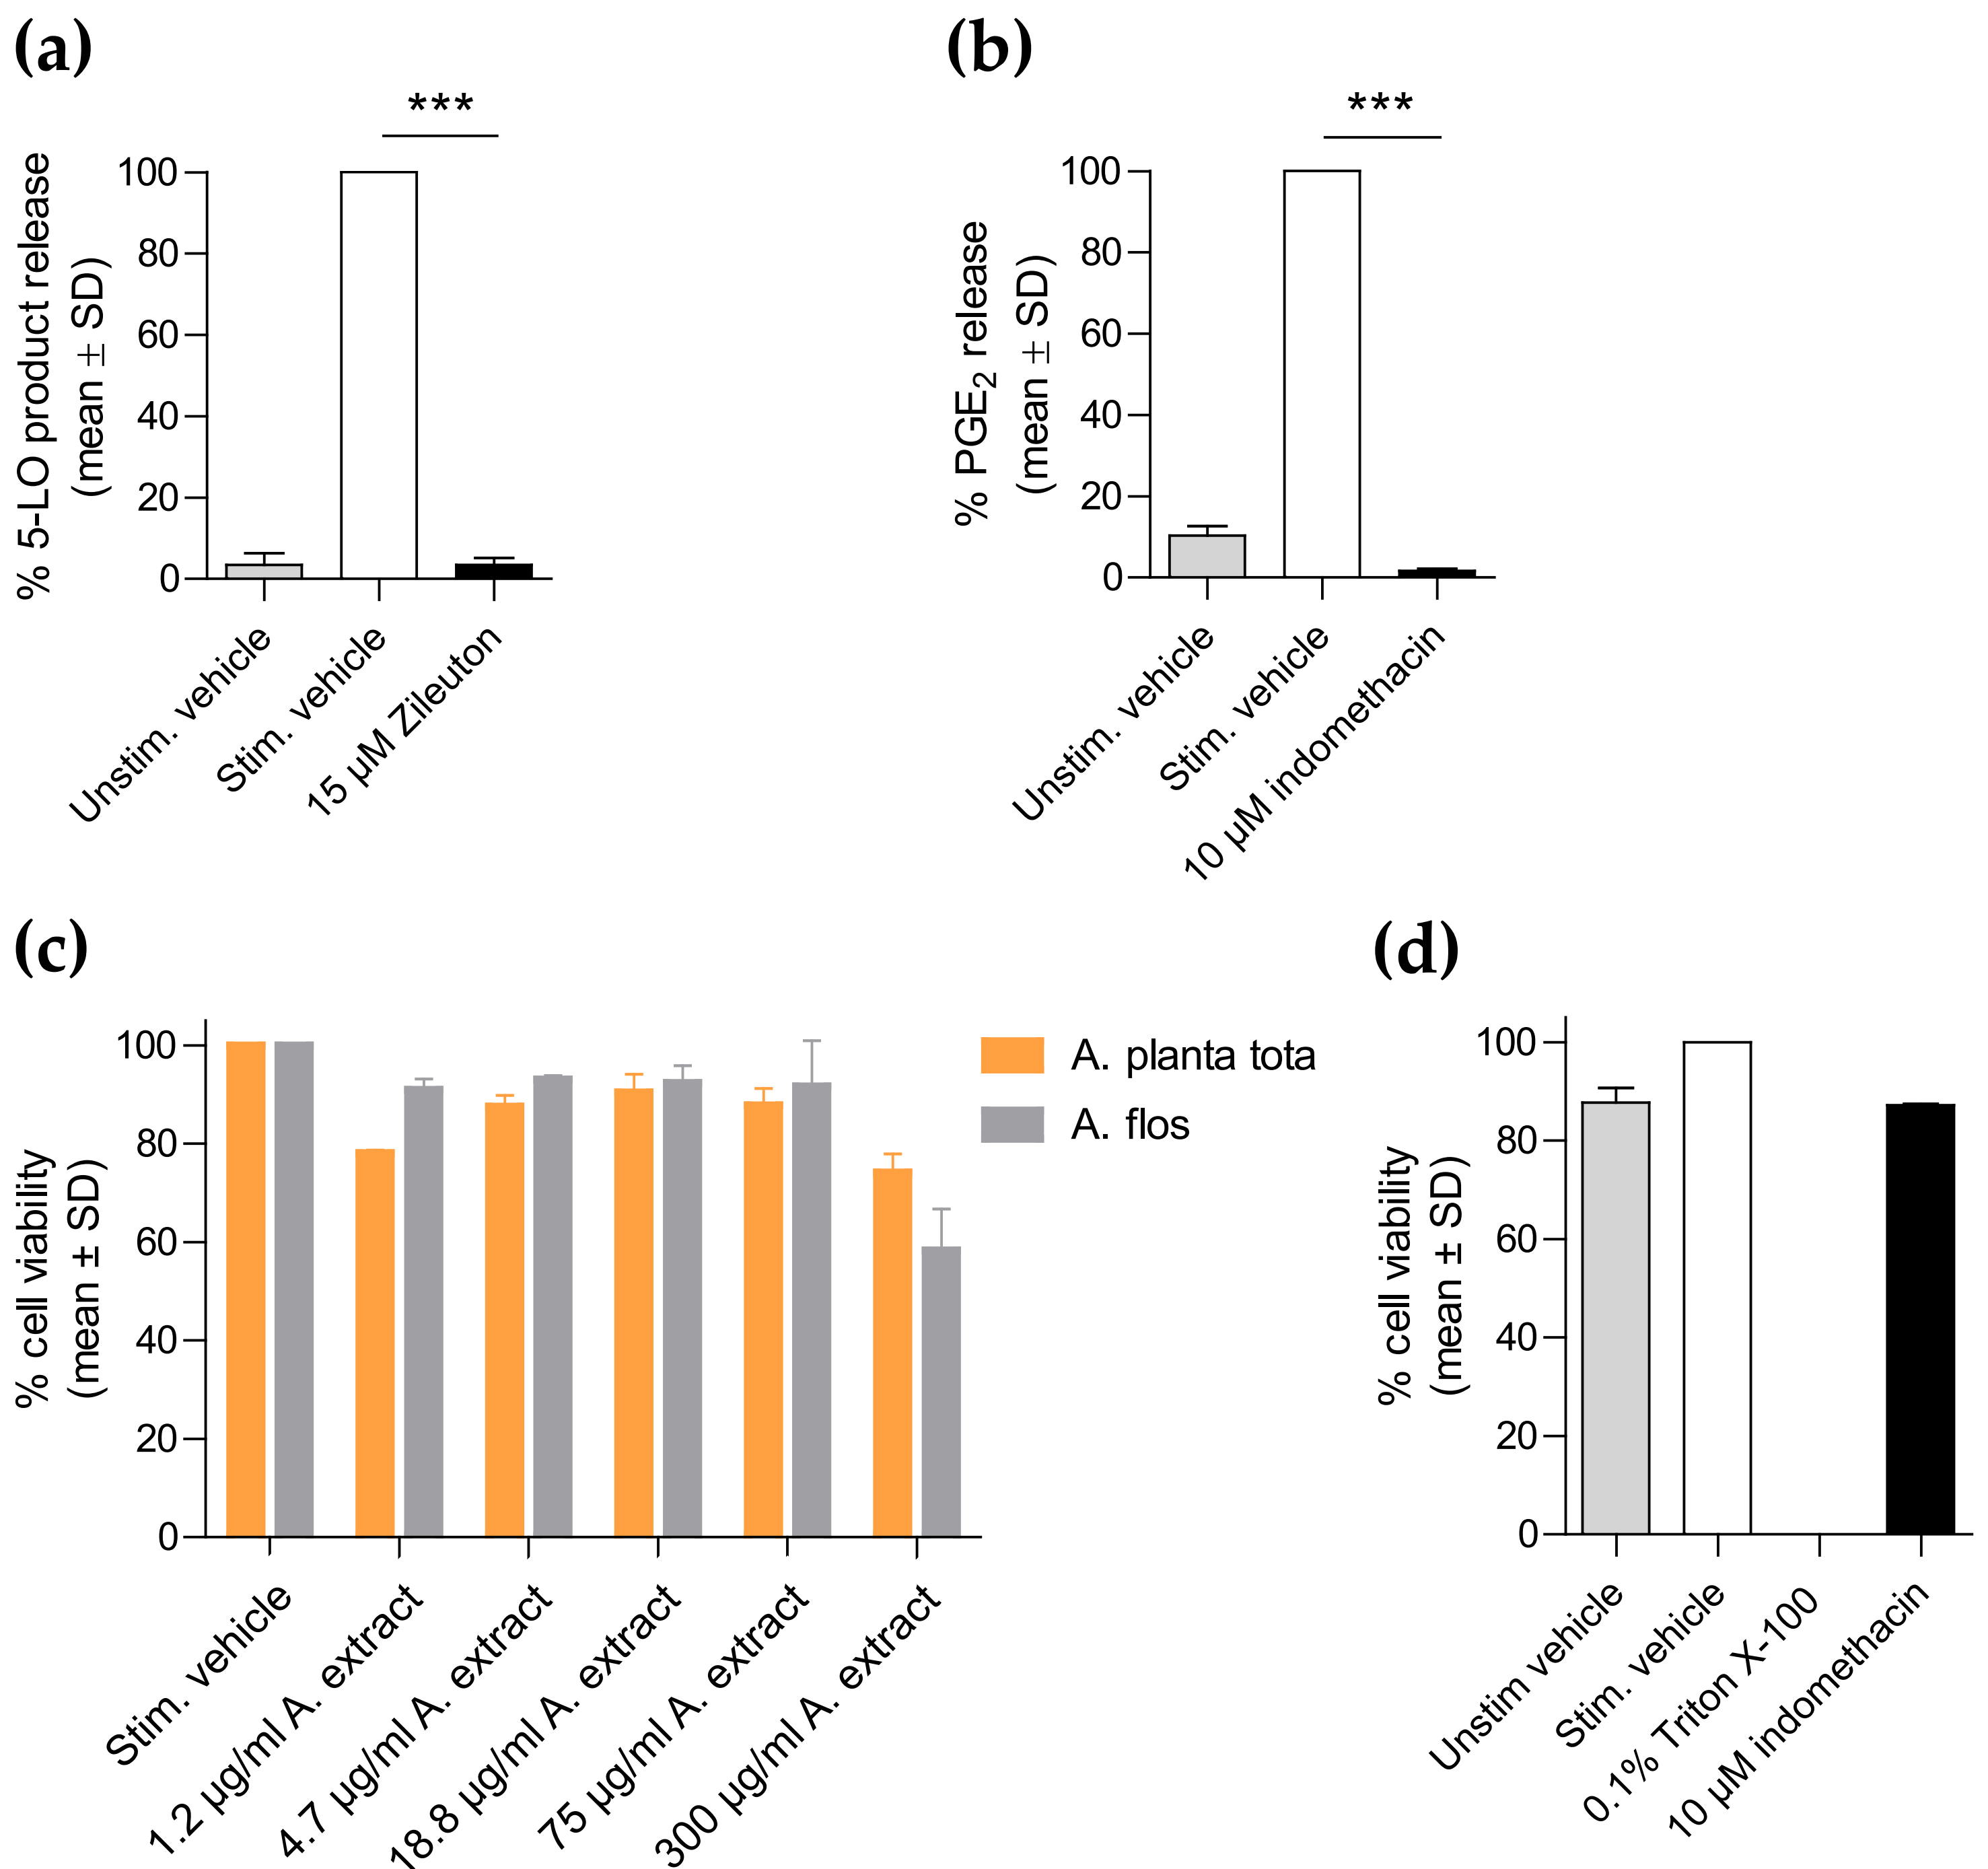 (a)
***
% 5-LO product release
(mean ± SD)
100
80
60
40
20
0
Unstim. vehicle
Stim. vehicle
15 µM Zileuton
(b)
***
% PGE₂ release
(mean ± SD)
100
80
60
40
20
0
Unstim. vehicle
Stim. vehicle
10 µM indomethacin
(c)
% cell viability
(mean ± SD)
100
80
60
40
20
0
Stim. vehicle
1.2 µg/ml A. extract
4.7 µg/ml A. extract
18.8 µg/ml A. extract
75 µg/ml A. extract
300 µg/ml A. extract
A. planta tota
A. flos
(d)
% cell viability
(mean ± SD)
100
80
60
40
20
0
Unstim vehicle
Stim. vehicle
0.1% Triton X-100
10 µM indomethacin